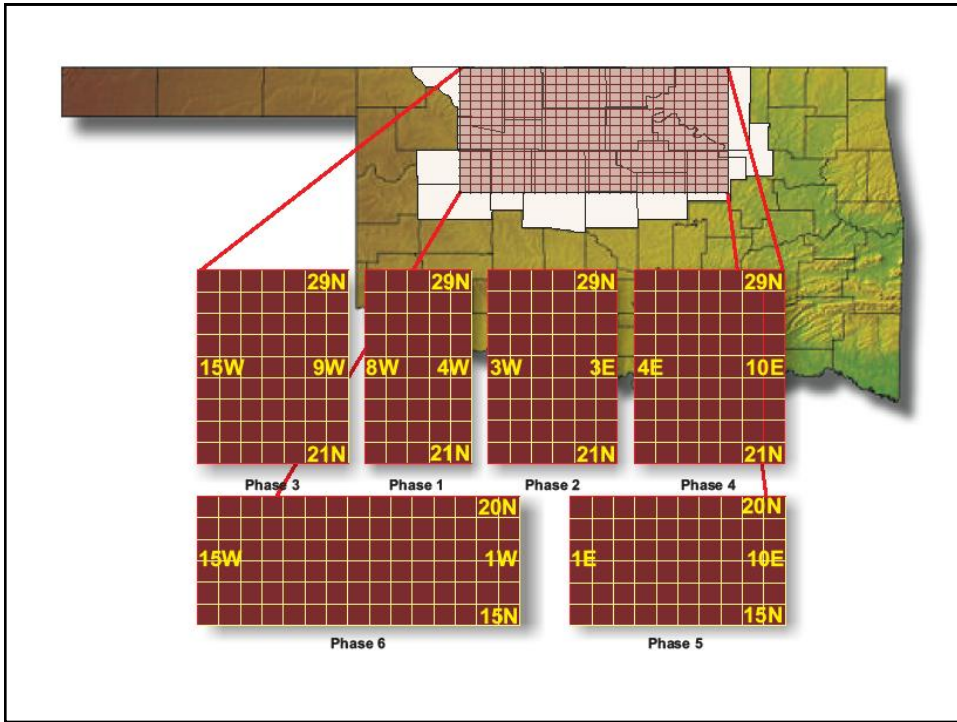 29N
29N
29N
29N
15W
9W
8W
4W
3W
3E
4E
10E
21N
21N
21N
21N
Phase 3
Phase 1
Phase 2
Phase 4
20N
20N
15W
1W
1E
10E
15N
15N
Phase 6
Phase 5